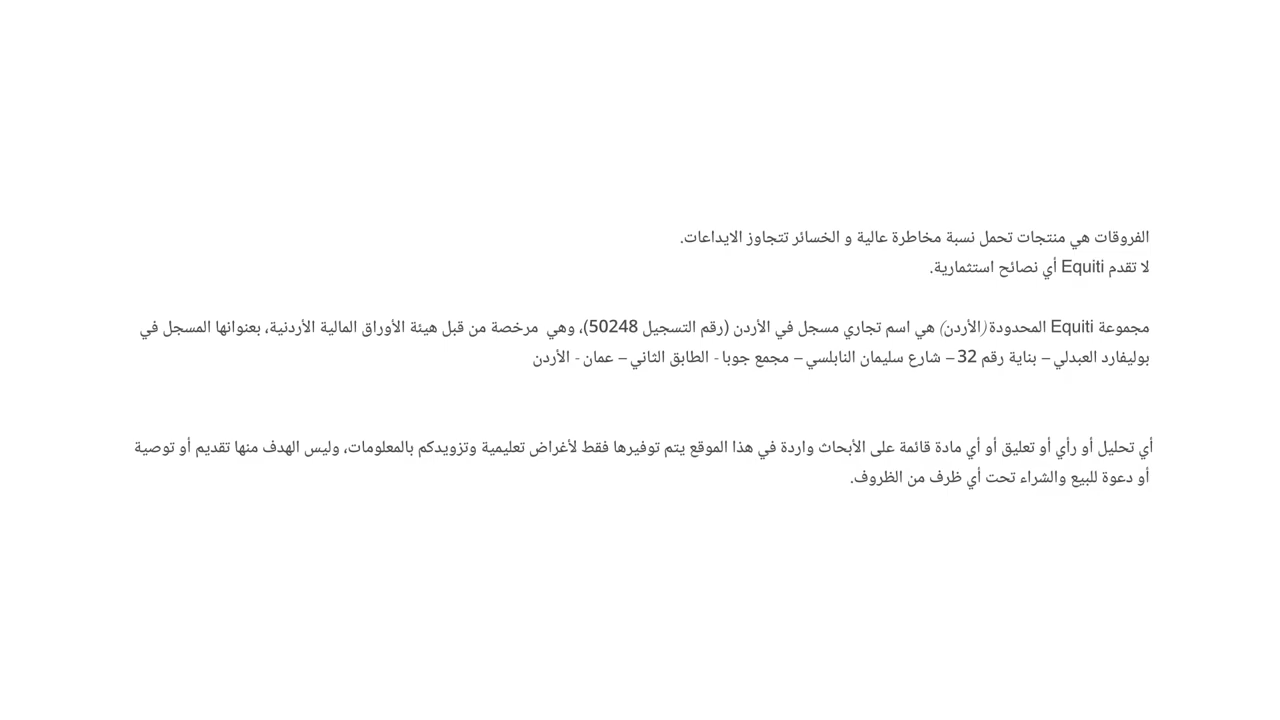 الفروقات هي منتجات تحمل نسبة مخاطرة عالية و الخسائر تتجاوز الايداعات.
لا تقدم Equiti أي نصائح استثمارية.
مجموعة Equiti المحدودة (الأردن) هي اسم تجاري مسجل في الأردن (رقم التسجيل 50248)، وهي مرخصة من قبل هيئة الأوراق المالية الأردنية، بعنوانها المسجل في
بوليفارد العبدلي – بناية رقم 32 – شارع سليمان النابلسي – مجمع جوبا - الطابق الثاني – عمان - الأردن
أي تحليل أو رأي أو تعليق أو أي مادة قائمة على الأبحاث واردة في هذا الموقع يتم توفيرها فقط لأغراض تعليمية وتزويدكم بالمعلومات، وليس الهدف منها تقديم أو توصية
أو دعوة للبيع والشراء تحت أي ظرف من الظروف.